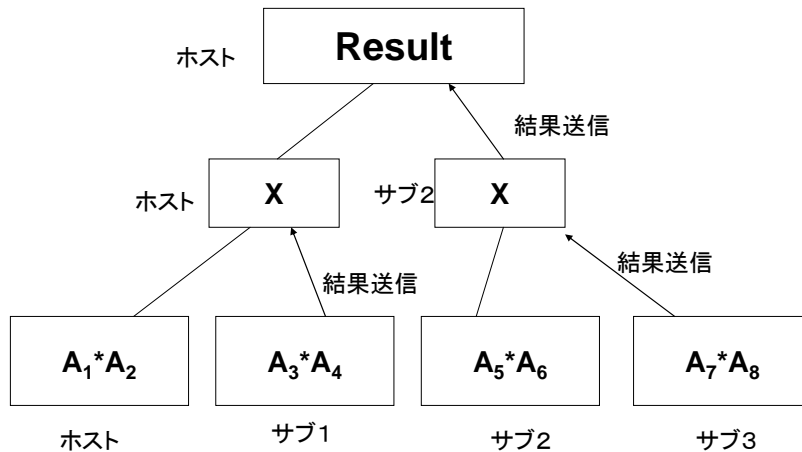 Result
ホスト
結果送信
ホスト
X
サブ2
X
結果送信
結果送信
A₁*A₂
A₃*A₄
A₅*A₆
A₇*A₈
ホスト
サブ1
サブ2
サブ3